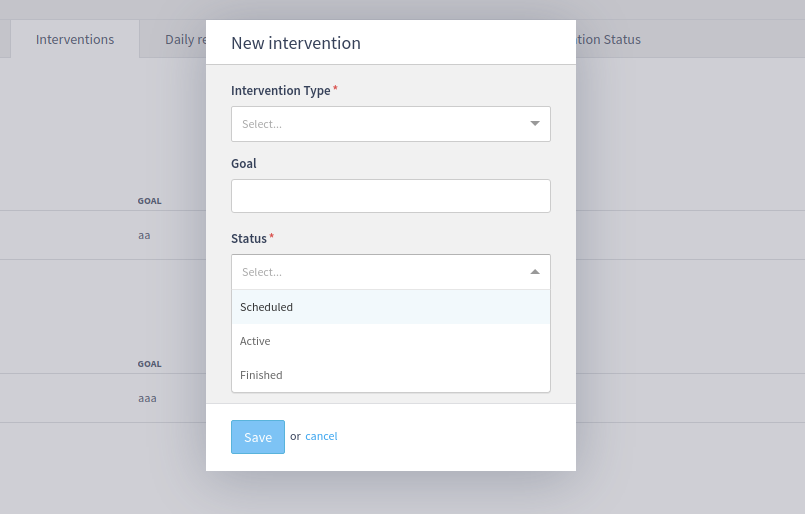 Interventions
Daily re
tion Status
New intervention
Intervention Type *
Select...
Goal
GOAL
aa
Status *
Select...
Scheduled
Active
Finished
GOAL
aaa
Save or cancel